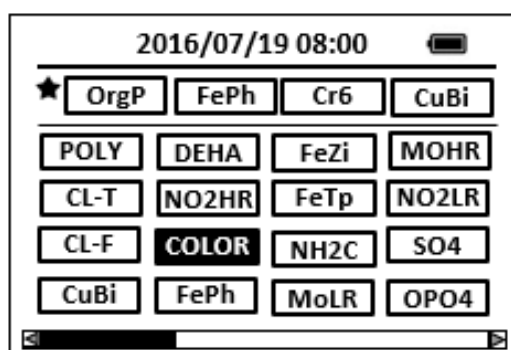 2016/07/19 08:00
OrgP FePh Cr6 CuBi
POLY DEHA FeZi MOHR
CL-T NO2HR FeTp NO2LR
CL-F COLOR NH2C SO4
CuBi FePh MoLR OPO4